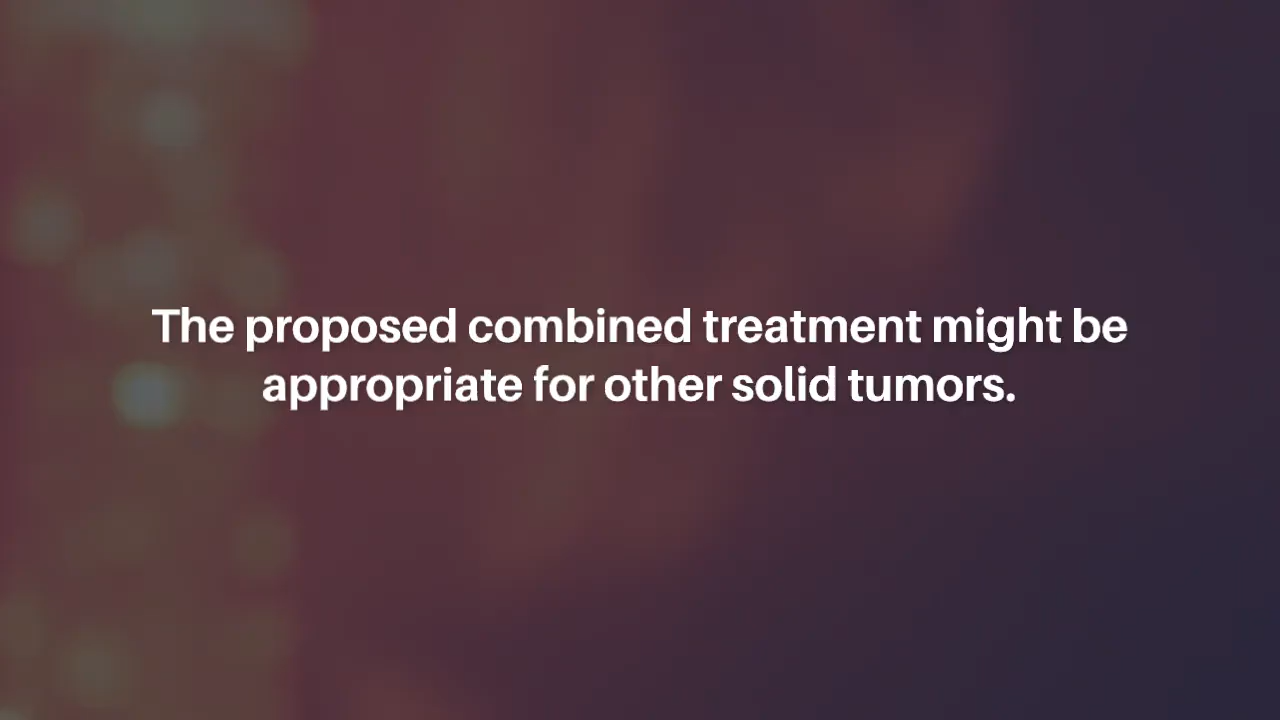 The proposed combined treatment might be
appropriate for other solid tumors.